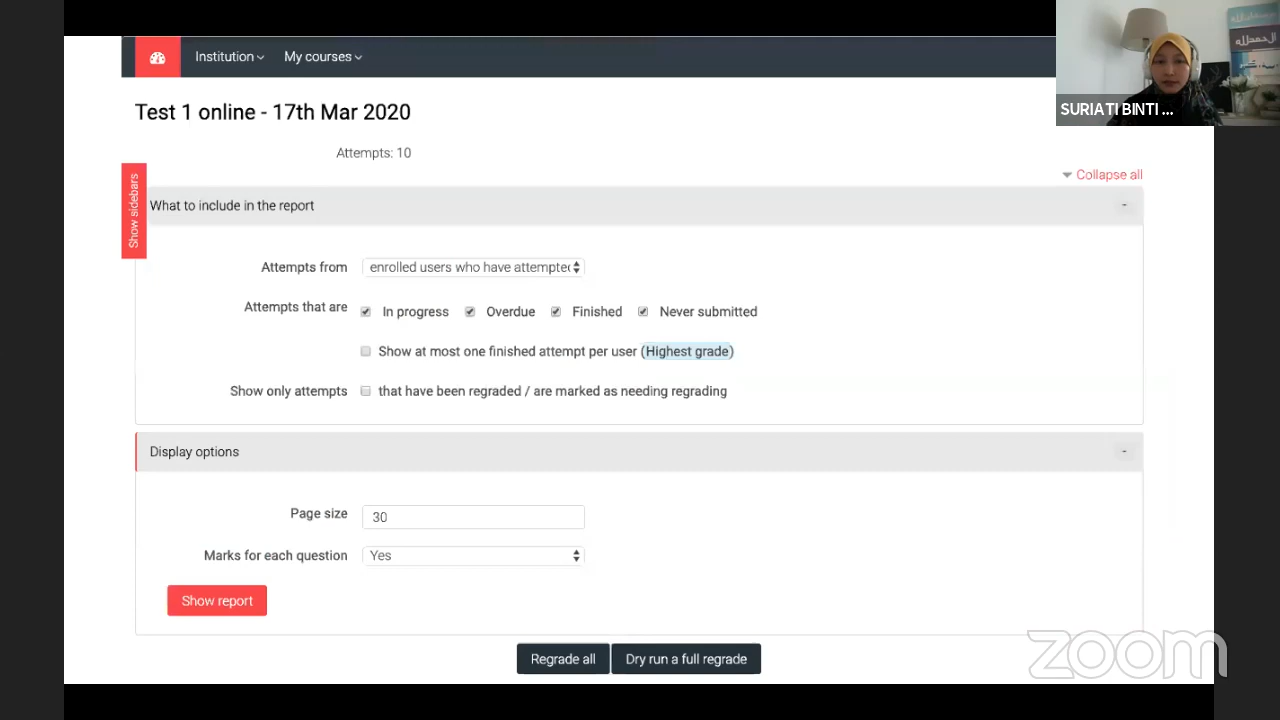 Institution
My courses
SURIATI BINTI ...
Test 1 online - 17th Mar 2020
Attempts: 10
Collapse all
Show sidebars
What to include in the report
-
Attempts from enrolled users who have attempted
Attempts that are In progress Overdue Finished Never submitted
Show at most one finished attempt per user (Highest grade)
Show only attempts that have been regraded / are marked as needing regrading
Display options
-
Page size 30
Marks for each question Yes
Show report
Regrade all Dry run a full regrade
zoom